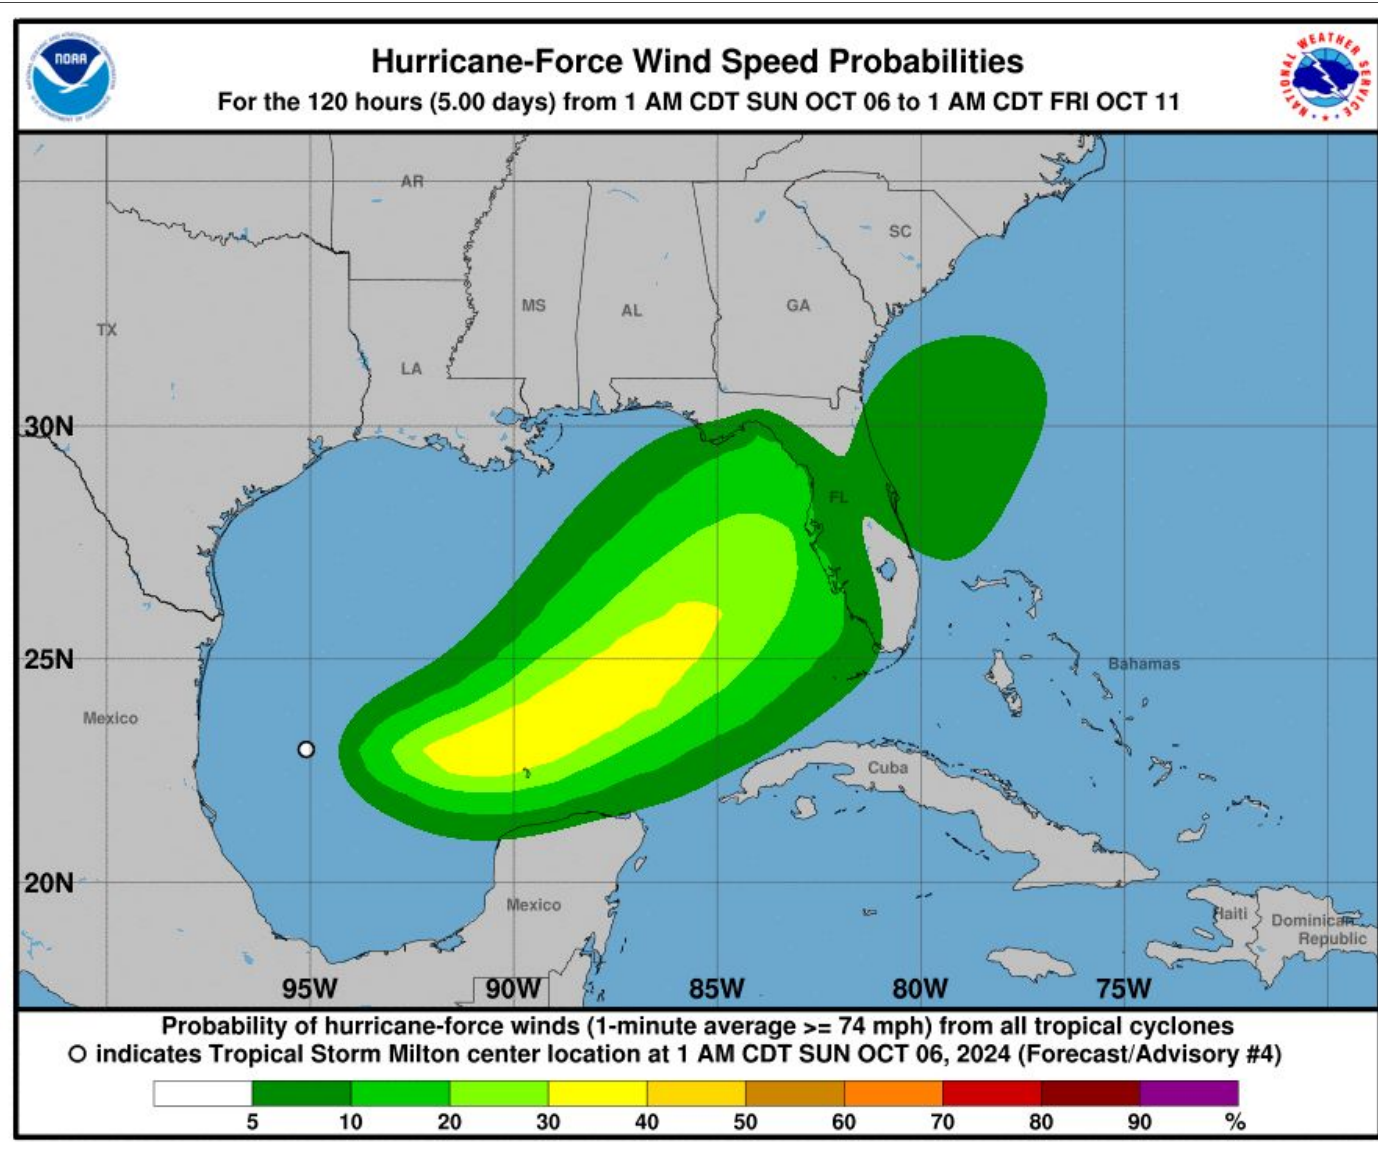 Hurricane-Force Wind Speed Probabilities
For the 120 hours (5.00 days) from 1 AM CDT SUN OCT 06 to 1 AM CDT FRI OCT 11
NOAA
NATIONAL WEATHER SERVICE
AR
SC
MS
AL
GA
TX
LA
30N
FL
25N
Bahamas
Mexico
Cuba
20N
Mexico
Haiti
Dominican
Republic
95W 90W 85W 80W 75W
Probability of hurricane-force winds (1-minute average >= 74 mph) from all tropical cyclones
O indicates Tropical Storm Milton center location at 1 AM CDT SUN OCT 06, 2024 (Forecast/Advisory #4)
5 10 20 30 40 50 60 70 80 90 %